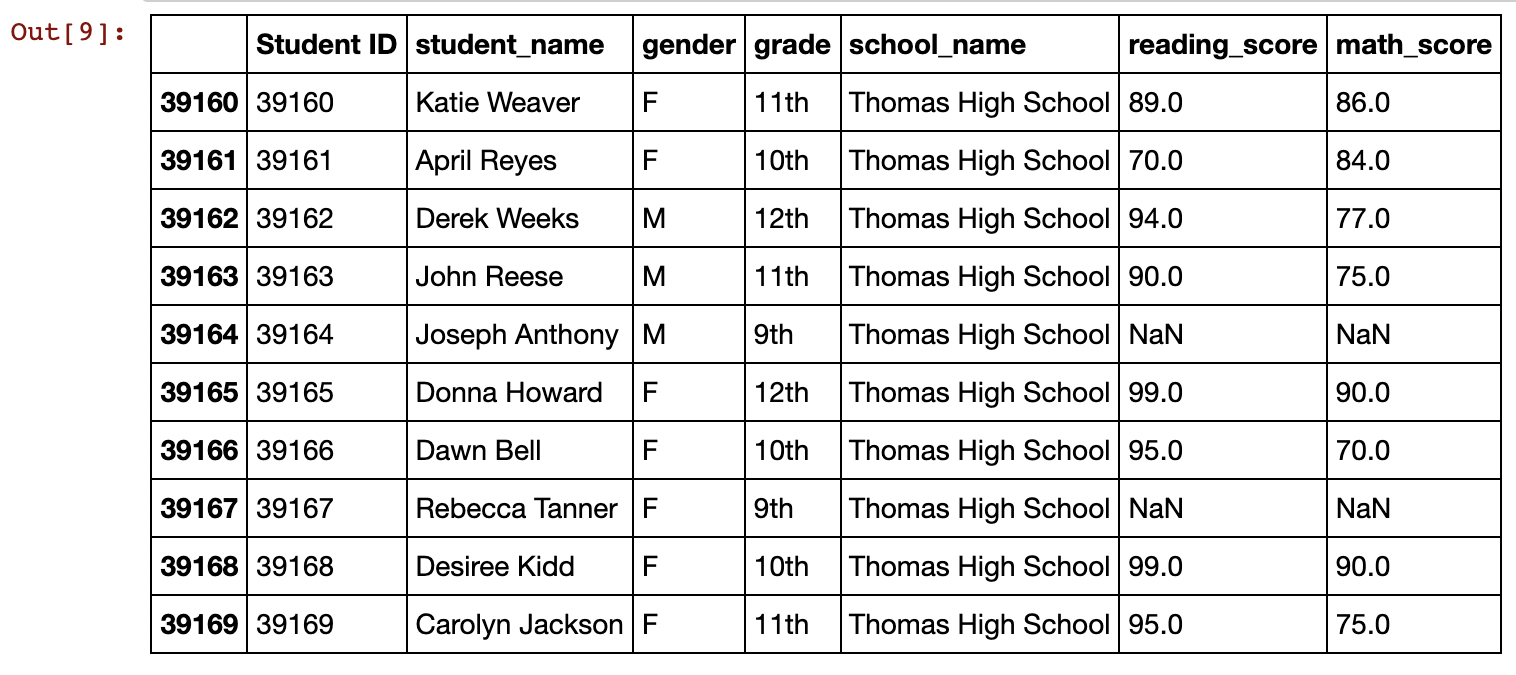 Out[9]:
Student ID student_name gender grade school_name reading_score math_score
39160 39160 Katie Weaver F 11th Thomas High School 89.0 86.0
39161 39161 April Reyes F 10th Thomas High School 70.0 84.0
39162 39162 Derek Weeks M 12th Thomas High School 94.0 77.0
39163 39163 John Reese M 11th Thomas High School 90.0 75.0
39164 39164 Joseph Anthony M 9th Thomas High School NaN NaN
39165 39165 Donna Howard F 12th Thomas High School 99.0 90.0
39166 39166 Dawn Bell F 10th Thomas High School 95.0 70.0
39167 39167 Rebecca Tanner F 9th Thomas High School NaN NaN
39168 39168 Desiree Kidd F 10th Thomas High School 99.0 90.0
39169 39169 Carolyn Jackson F 11th Thomas High School 95.0 75.0